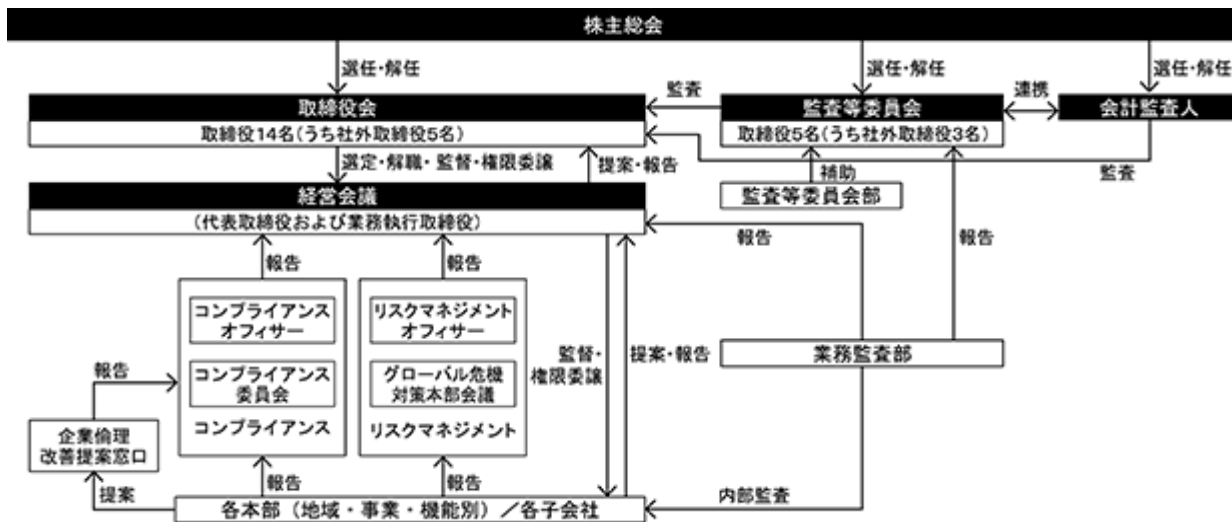 株主総会
選任・解任
選任・解任
選任・解任
取締役会
監査
監査等委員会
連携
会計監査人
取締役14名(うち社外取締役5名)
取締役5名(うち社外取締役3名)
選定・解職・監督・権限委譲
提案・報告
補助
監査
経営会議
監査等委員会部
(代表取締役および業務執行取締役)
報告
報告
報告
報告
コンプライアンス
オフィサー
リスクマネジメント
オフィサー
監督・
権限委譲
提案・報告
業務監査部
報告
コンプライアンス
委員会
グローバル危機
対策本部会議
コンプライアンス
リスクマネジメント
企業倫理
改善提案窓口
提案
報告
報告
内部監査
各本部(地域・事業・機能別)/各子会社